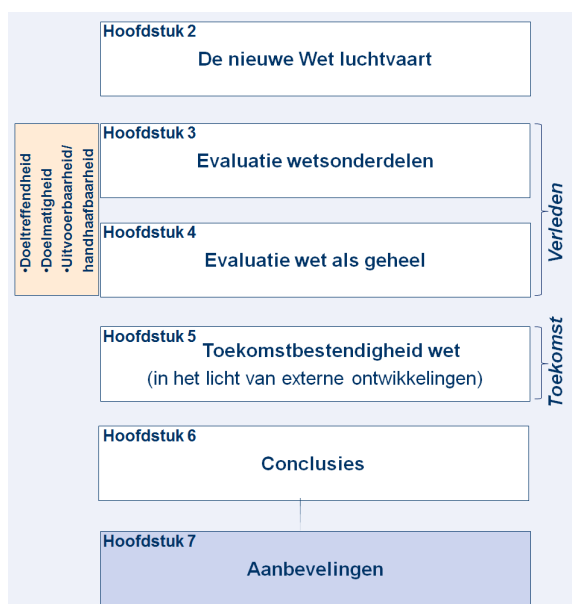 Hoofdstuk 2
De nieuwe Wet luchtvaart
•Doeltreffendheid
•Doelmatigheid
•Uitvooerbaarheid/
handhaafbaarheid
Hoofdstuk 3
Evaluatie wetsonderdelen
Hoofdstuk 4
Evaluatie wet als geheel
Verleden
Hoofdstuk 5
Toekomstbestendigheid wet
(in het licht van externe ontwikkelingen)
Toekomst
Hoofdstuk 6
Conclusies
Hoofdstuk 7
Aanbevelingen